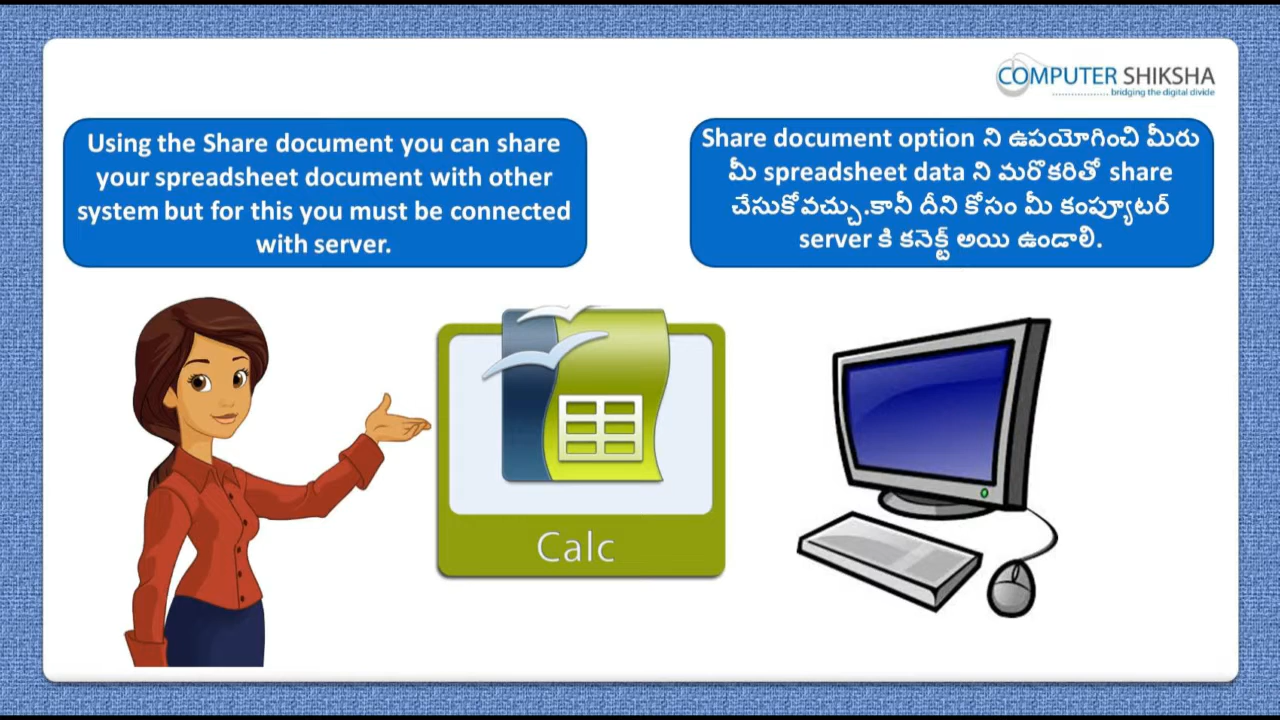 COMPUTER SHIKSHA
.................. bridging the digital divide
Using the Share document you can share
your spreadsheet document with other
system but for this you must be connected
with server.
Share document option ని ఉపయోగించి మీరు
మీ spreadsheet data ని మరొకరితో share
చేసుకోవచ్చు.కానీ దీని కోసం మీ కంప్యూటర్
server కి కనెక్ట్ అయి ఉండాలి.
Calc